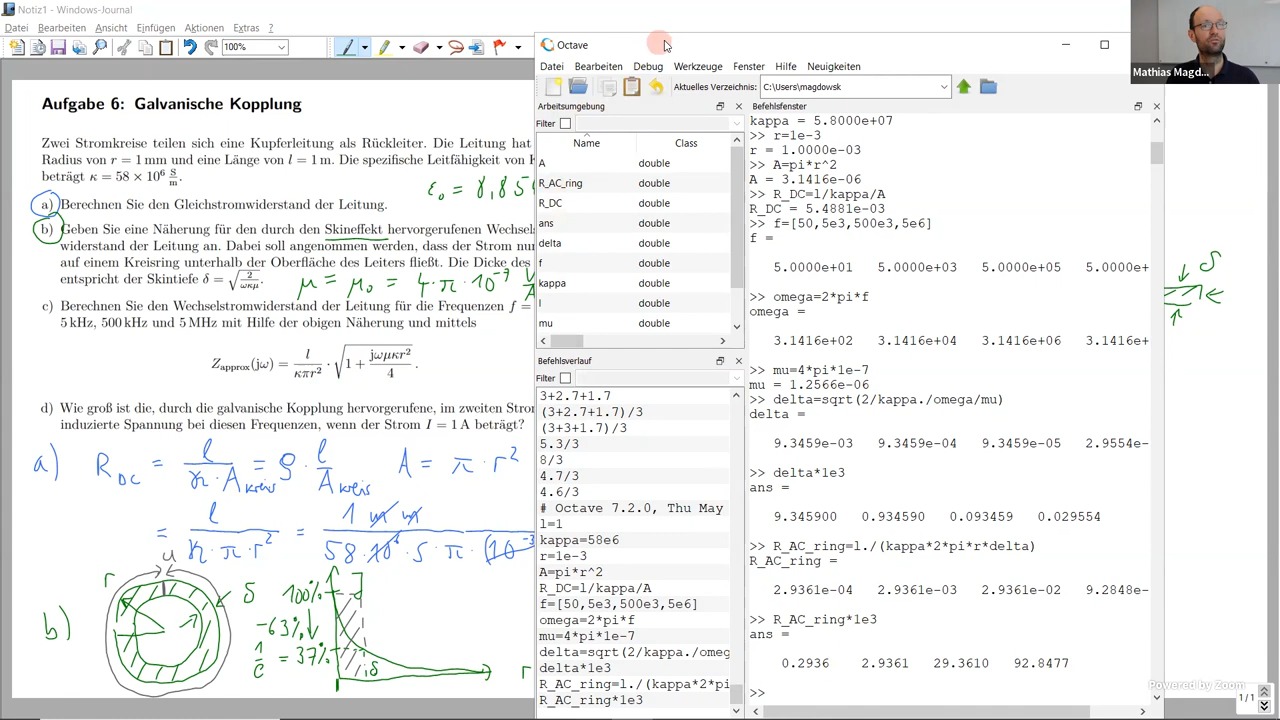 Notiz1 - Windows-Journal
Datei Bearbeiten Ansicht Einfügen Aktionen Extras
100%
Aufgabe 6: Galvanische Kopplung
Zwei Stromkreise teilen sich eine Kupferleitung als Rückleiter. Die Leitung hat
Radius von r = 1 mm und eine Länge von l = 1 m. Die spezifische Leitfähigkeit von K
beträgt κ = 58 × 10⁶ S/m.
ε₀ = 8,85
a) Berechnen Sie den Gleichstromwiderstand der Leitung.
b) Geben Sie eine Näherung für den durch den Skineffekt hervorgerufenen Wechsels
widerstand der Leitung an. Dabei soll angenommen werden, dass der Strom nu
auf einem Kreisring unterhalb der Oberfläche des Leiters fließt. Die Dicke des
entspricht der Skintiefe δ = √(2/(ωκμ)).
μ = μ₀ = 4·π·10⁻⁷ V
A
c) Berechnen Sie den Wechselstromwiderstand der Leitung für die Frequenzen f =
5 kHz, 500 kHz und 5 MHz mit Hilfe der obigen Näherung und mittels
Z_approx(jω) = l/(κπr²) · √(1 + jωμκr²/4) .
d) Wie groß ist die, durch die galvanische Kopplung hervorgerufene, im zweiten Stron
induzierte Spannung bei diesen Frequenzen, wenn der Strom I = 1 A beträgt?
a) R_DC = l/(κ·A_Kreis) = ρ · l/A_Kreis A = π·r²
= l/(κ·π·r²) = 1 m m/(58·10⁶·S·π·(10⁻³
b) r u δ 100%
-63%↓
1/e = 37% δ r
δ
Octave
Datei Bearbeiten Debug Werkzeuge Fenster Hilfe Neuigkeiten
Aktuelles Verzeichnis: C:\Users\magdowsk
Arbeitsumgebung
Filter
Name Class
A double
R_AC_ring double
R_DC double
ans double
delta double
f double
kappa double
l double
mu double
Befehlsverlauf
Filter
3+2.7+1.7
(3+2.7+1.7)/3
(3+3+1.7)/3
5.3/3
8/3
4.7/3
4.6/3
# Octave 7.2.0, Thu May
l=1
kappa=58e6
r=1e-3
A=pi*r^2
R_DC=l/kappa/A
f=[50,5e3,500e3,5e6]
omega=2*pi*f
mu=4*pi*1e-7
delta=sqrt(2/kappa./omeg
delta*1e3
R_AC_ring=l./(kappa*2*pi
R_AC_ring*1e3
Befehlsfenster
kappa = 5.8000e+07
>> r=1e-3
r = 1.0000e-03
>> A=pi*r^2
A = 3.1416e-06
>> R_DC=l/kappa/A
R_DC = 5.4881e-03
>> f=[50,5e3,500e3,5e6]
f =
5.0000e+01 5.0000e+03 5.0000e+05 5.0000e+
>> omega=2*pi*f
omega =
3.1416e+02 3.1416e+04 3.1416e+06 3.1416e+
>> mu=4*pi*1e-7
mu = 1.2566e-06
>> delta=sqrt(2/kappa./omega/mu)
delta =
9.3459e-03 9.3459e-04 9.3459e-05 2.9554e-
>> delta*1e3
ans =
9.345900 0.934590 0.093459 0.029554
>> R_AC_ring=l./(kappa*2*pi*r*delta)
R_AC_ring =
2.9361e-04 2.9361e-03 2.9361e-02 9.2848e-
>> R_AC_ring*1e3
ans =
0.2936 2.9361 29.3610 92.8477
>>
Mathias Magd...
Powered by Zoom
1/1